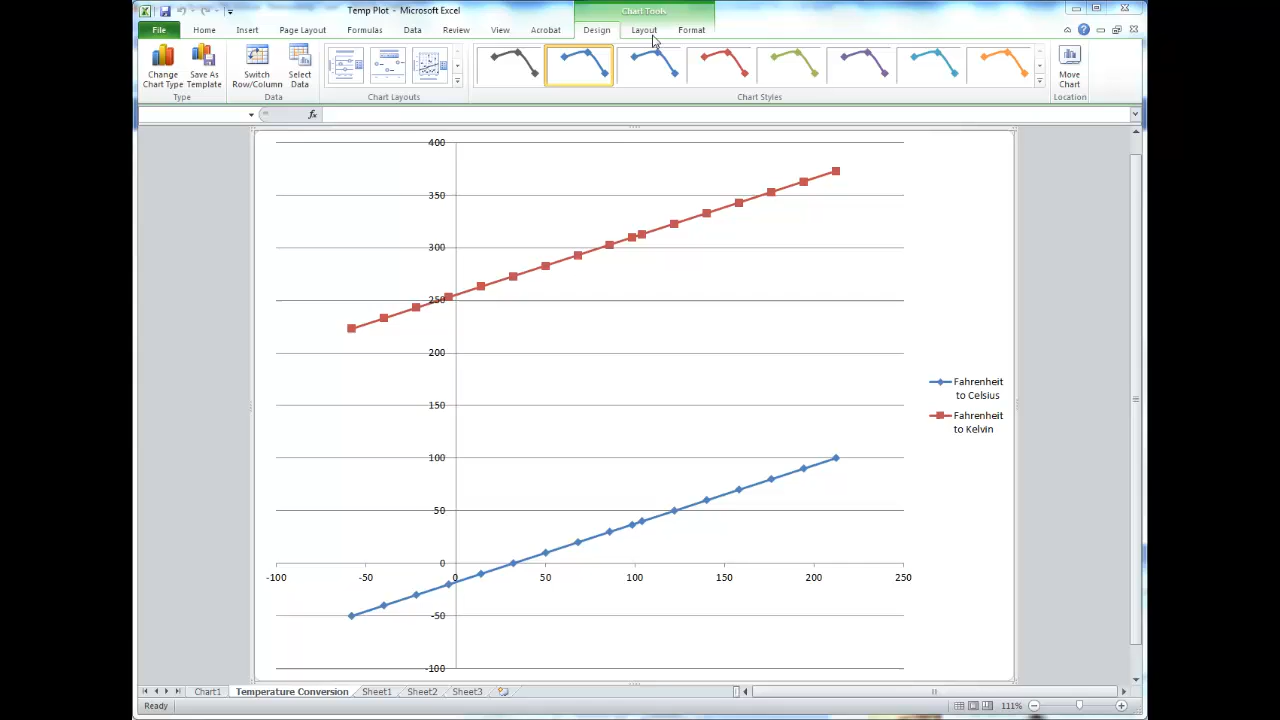 Temp Plot - Microsoft Excel
Chart Tools
File Home Insert Page Layout Formulas Data Review View Acrobat Design Layout Format
Change
Chart Type
Save As
Template
Switch
Row/Column
Select
Data
Move
Chart
Type Data Chart Layouts Chart Styles Location
fx
400
350
300
250
200
150
100
50
0
-50
-100
-100 -50 0 50 100 150 200 250
Fahrenheit
to Celsius
Fahrenheit
to Kelvin
Chart1 Temperature Conversion Sheet1 Sheet2 Sheet3
Ready 111%